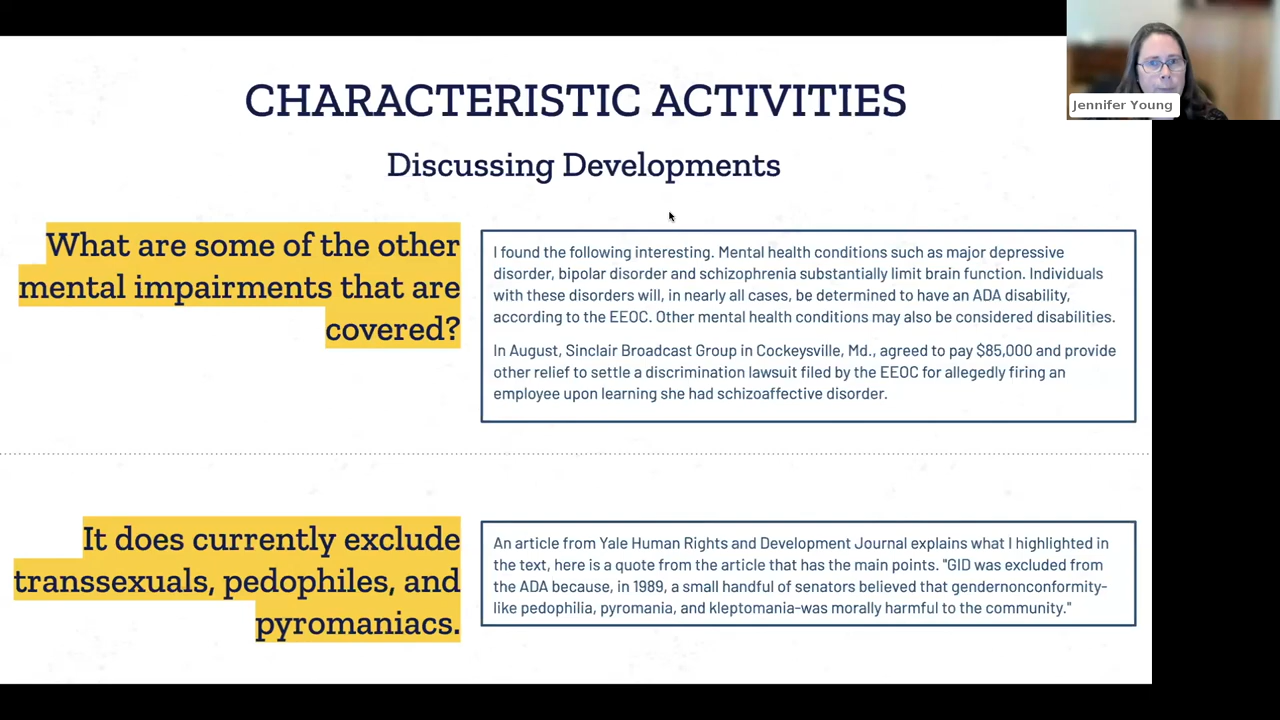 CHARACTERISTIC ACTIVITIES
Jennifer Young
Discussing Developments
What are some of the other
mental impairments that are
covered?
I found the following interesting. Mental health conditions such as major depressive
disorder, bipolar disorder and schizophrenia substantially limit brain function. Individuals
with these disorders will, in nearly all cases, be determined to have an ADA disability,
according to the EEOC. Other mental health conditions may also be considered disabilities.
In August, Sinclair Broadcast Group in Cockeysville, Md., agreed to pay $85,000 and provide
other relief to settle a discrimination lawsuit filed by the EEOC for allegedly firing an
employee upon learning she had schizoaffective disorder.
It does currently exclude
transsexuals, pedophiles, and
pyromaniacs.
An article from Yale Human Rights and Development Journal explains what I highlighted in
the text, here is a quote from the article that has the main points. "GID was excluded from
the ADA because, in 1989, a small handful of senators believed that gendernonconformity-
like pedophilia, pyromania, and kleptomania-was morally harmful to the community."